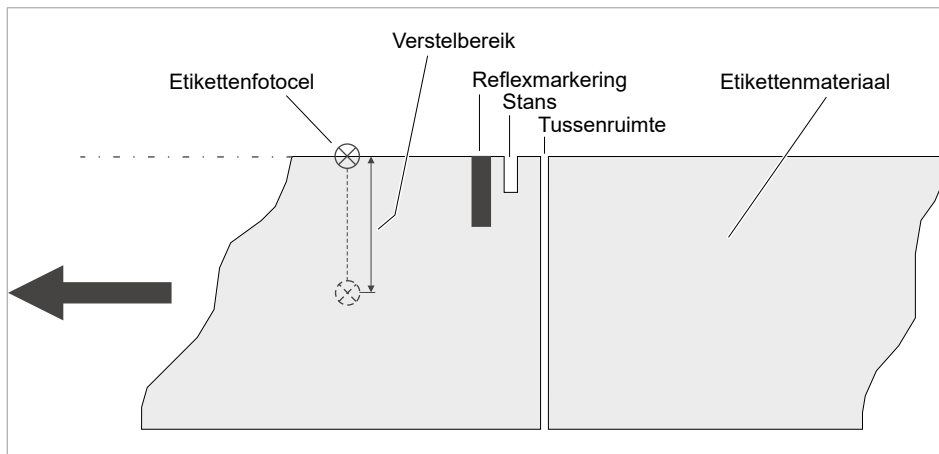 Verstelbereik
Etikettenfotocel
Reflexmarkering
Etikettenmateriaal
Stans
Tussenruimte